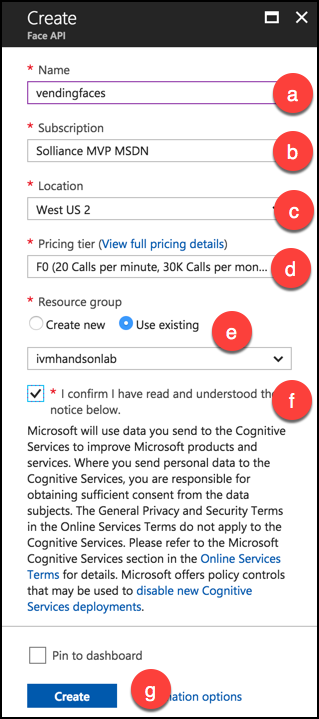 Create
Face API
* Name
vendingfaces
a
* Subscription
Solliance MVP MSDN
b
* Location
West US 2
c
* Pricing tier (View full pricing details)
F0 (20 Calls per minute, 30K Calls per mon...
d
* Resource group
Create new Use existing
e
ivmhandsonlab
* I confirm I have read and understood the
f
notice below.
Microsoft will use data you send to the Cognitive
Services to improve Microsoft products and
services. Where you send personal data to the
Cognitive Services, you are responsible for
obtaining sufficient consent from the data
subjects. The General Privacy and Security Terms
in the Online Services Terms do not apply to the
Cognitive Services. Please refer to the Microsoft
Cognitive Services section in the Online Services
Terms for details. Microsoft offers policy controls
that may be used to disable new Cognitive
Services deployments.
Pin to dashboard
Create g options